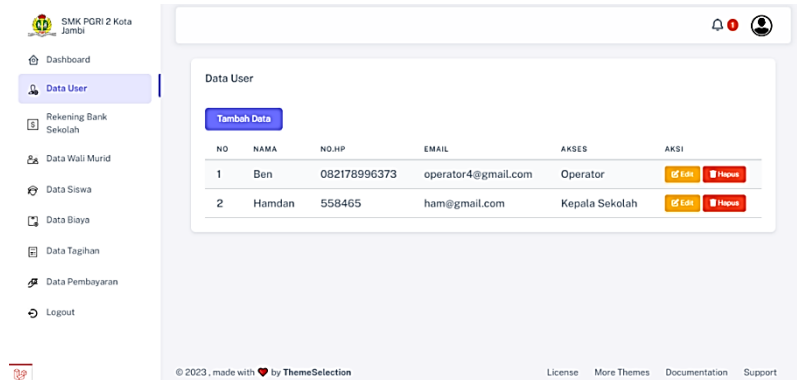 SMK PGRI 2 Kota
Jambi
1
Dashboard
Data User
Rekening Bank
Sekolah
Data Wali Murid
Data Siswa
Data Biaya
Data Tagihan
Data Pembayaran
Logout
Data User
Tambah Data
NO NAMA NO.HP EMAIL AKSES AKSI
1 Ben 082178996373 operator4@gmail.com Operator Edit Hapus
2 Hamdan 558465 ham@gmail.com Kepala Sekolah Edit Hapus
© 2023 , made with ❤ by ThemeSelection
License More Themes Documentation Support